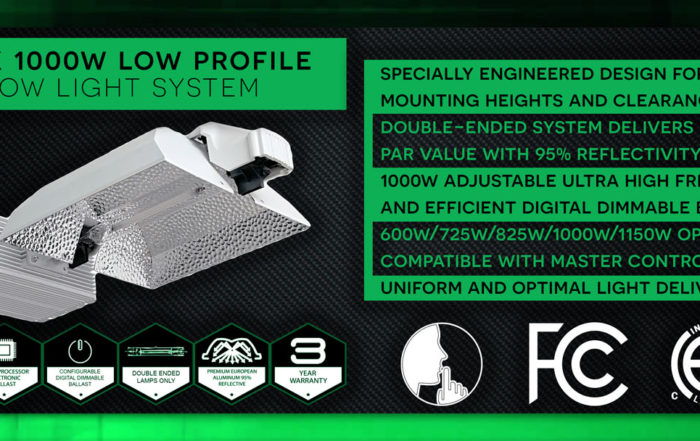 1000W LOW PROFILE
OW LIGHT SYSTEM
SPECIALLY ENGINEERED DESIGN FOR
MOUNTING HEIGHTS AND CLEARANC
DOUBLE-ENDED SYSTEM DELIVERS
PAR VALUE WITH 95% REFLECTIVITY
1000W ADJUSTABLE ULTRA HIGH FRE
AND EFFICIENT DIGITAL DIMMABLE B
600W/725W/825W/1000W/1150W OP
COMPATIBLE WITH MASTER CONTRO
UNIFORM AND OPTIMAL LIGHT DELIV
PROCESSOR
CTRONIC
LLAST
CONFIGURABLE
DIGITAL DIMMABLE
BALLAST
DOUBLE ENDED
LAMPS ONLY
PREMIUM EUROPEAN
ALUMINUM 95%
REFLECTIVE
3
YEAR
WARRANTY
FCC